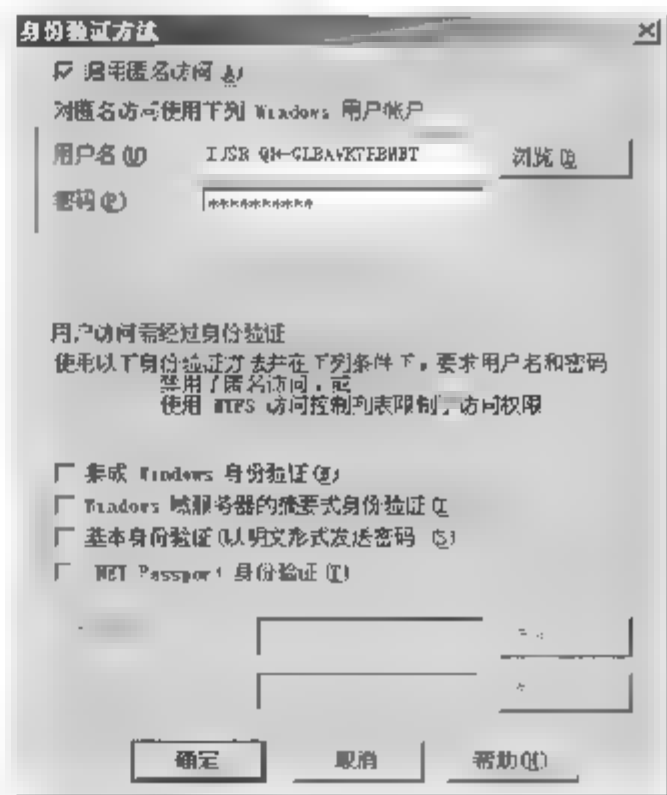 身份验证方法
启用匿名访问(A)
对匿名访问使用下列 Windows 用户帐户
用户名(U) 浏览(B)
密码(P) **********
用户访问需经过身份验证
使用以下身份验证方法并在下列条件下，要求用户名和密码
禁用了匿名访问，或
使用 NTFS 访问控制列表限制了访问权限
集成 Windows 身份验证(N)
Windows 域服务器的摘要式身份验证(I
基本身份验证(以明文形式发送密码 (S)
NET Passport 身份验证(T)
确定 取消 帮助(H)